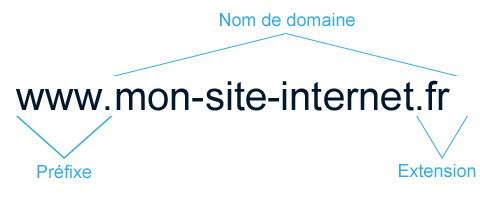 Nom de domaine
www.mon-site-internet.fr
Préfixe
Extension